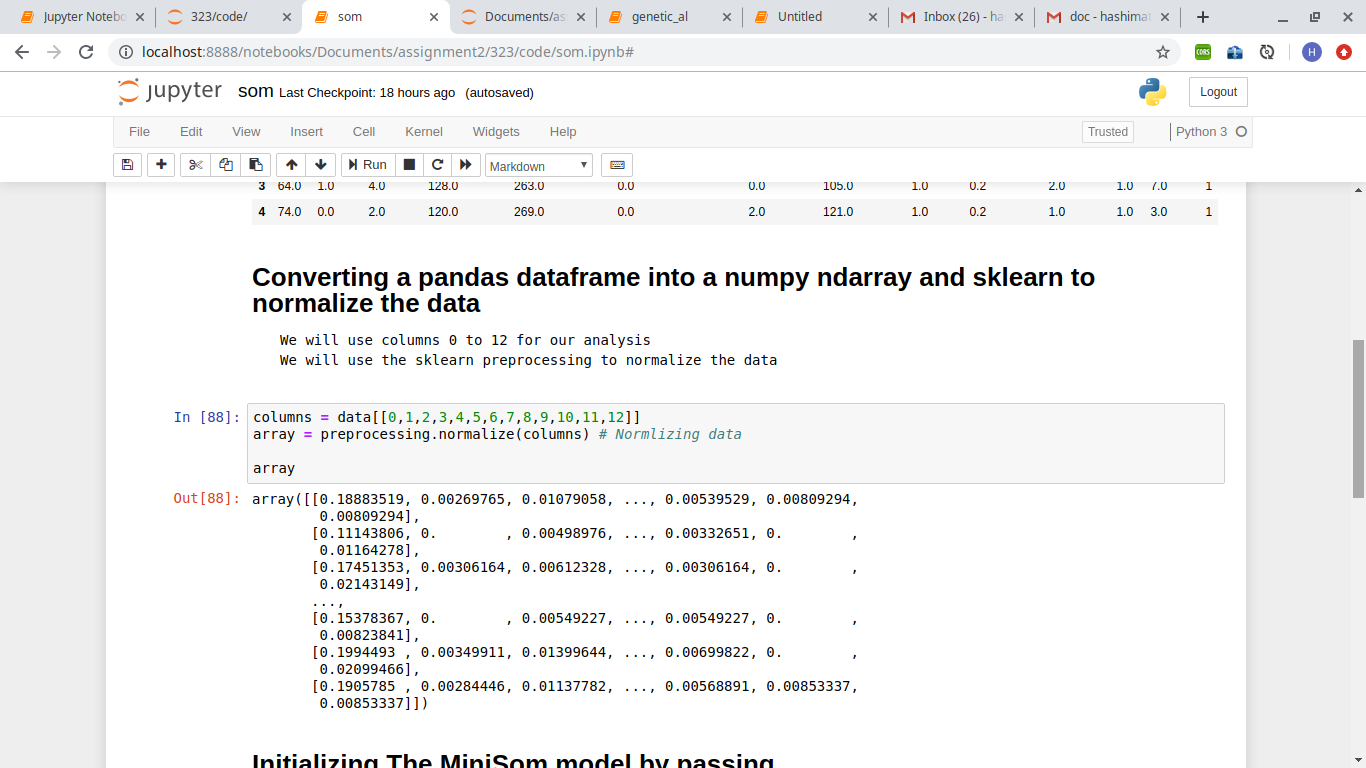 Jupyter Notebo
323/code/
som
Documents/as
genetic_al
Untitled
Inbox (26) - ha
doc - hashimat
localhost:8888/notebooks/Documents/assignment2/323/code/som.ipynb#
CORS
H
jupyter som Last Checkpoint: 18 hours ago (autosaved)
Logout
File Edit View Insert Cell Kernel Widgets Help
Trusted
Python 3
Run
Markdown
3 64.0 1.0 4.0 128.0 263.0 0.0 0.0 105.0 1.0 0.2 2.0 1.0 7.0 1
4 74.0 0.0 2.0 120.0 269.0 0.0 2.0 121.0 1.0 0.2 1.0 1.0 3.0 1
Converting a pandas dataframe into a numpy ndarray and sklearn to
normalize the data
We will use columns 0 to 12 for our analysis
We will use the sklearn preprocessing to normalize the data
In [88]: columns = data[[0,1,2,3,4,5,6,7,8,9,10,11,12]]
array = preprocessing.normalize(columns) # Normlizing data
array
Out[88]: array([[0.18883519, 0.00269765, 0.01079058, ..., 0.00539529, 0.00809294,
0.00809294],
[0.11143806, 0. , 0.00498976, ..., 0.00332651, 0. ,
0.01164278],
[0.17451353, 0.00306164, 0.00612328, ..., 0.00306164, 0. ,
0.02143149],
...,
[0.15378367, 0. , 0.00549227, ..., 0.00549227, 0. ,
0.00823841],
[0.1994493 , 0.00349911, 0.01399644, ..., 0.00699822, 0. ,
0.02099466],
[0.1905785 , 0.00284446, 0.01137782, ..., 0.00568891, 0.00853337,
0.00853337]])
Initializing The MiniSom model by passing